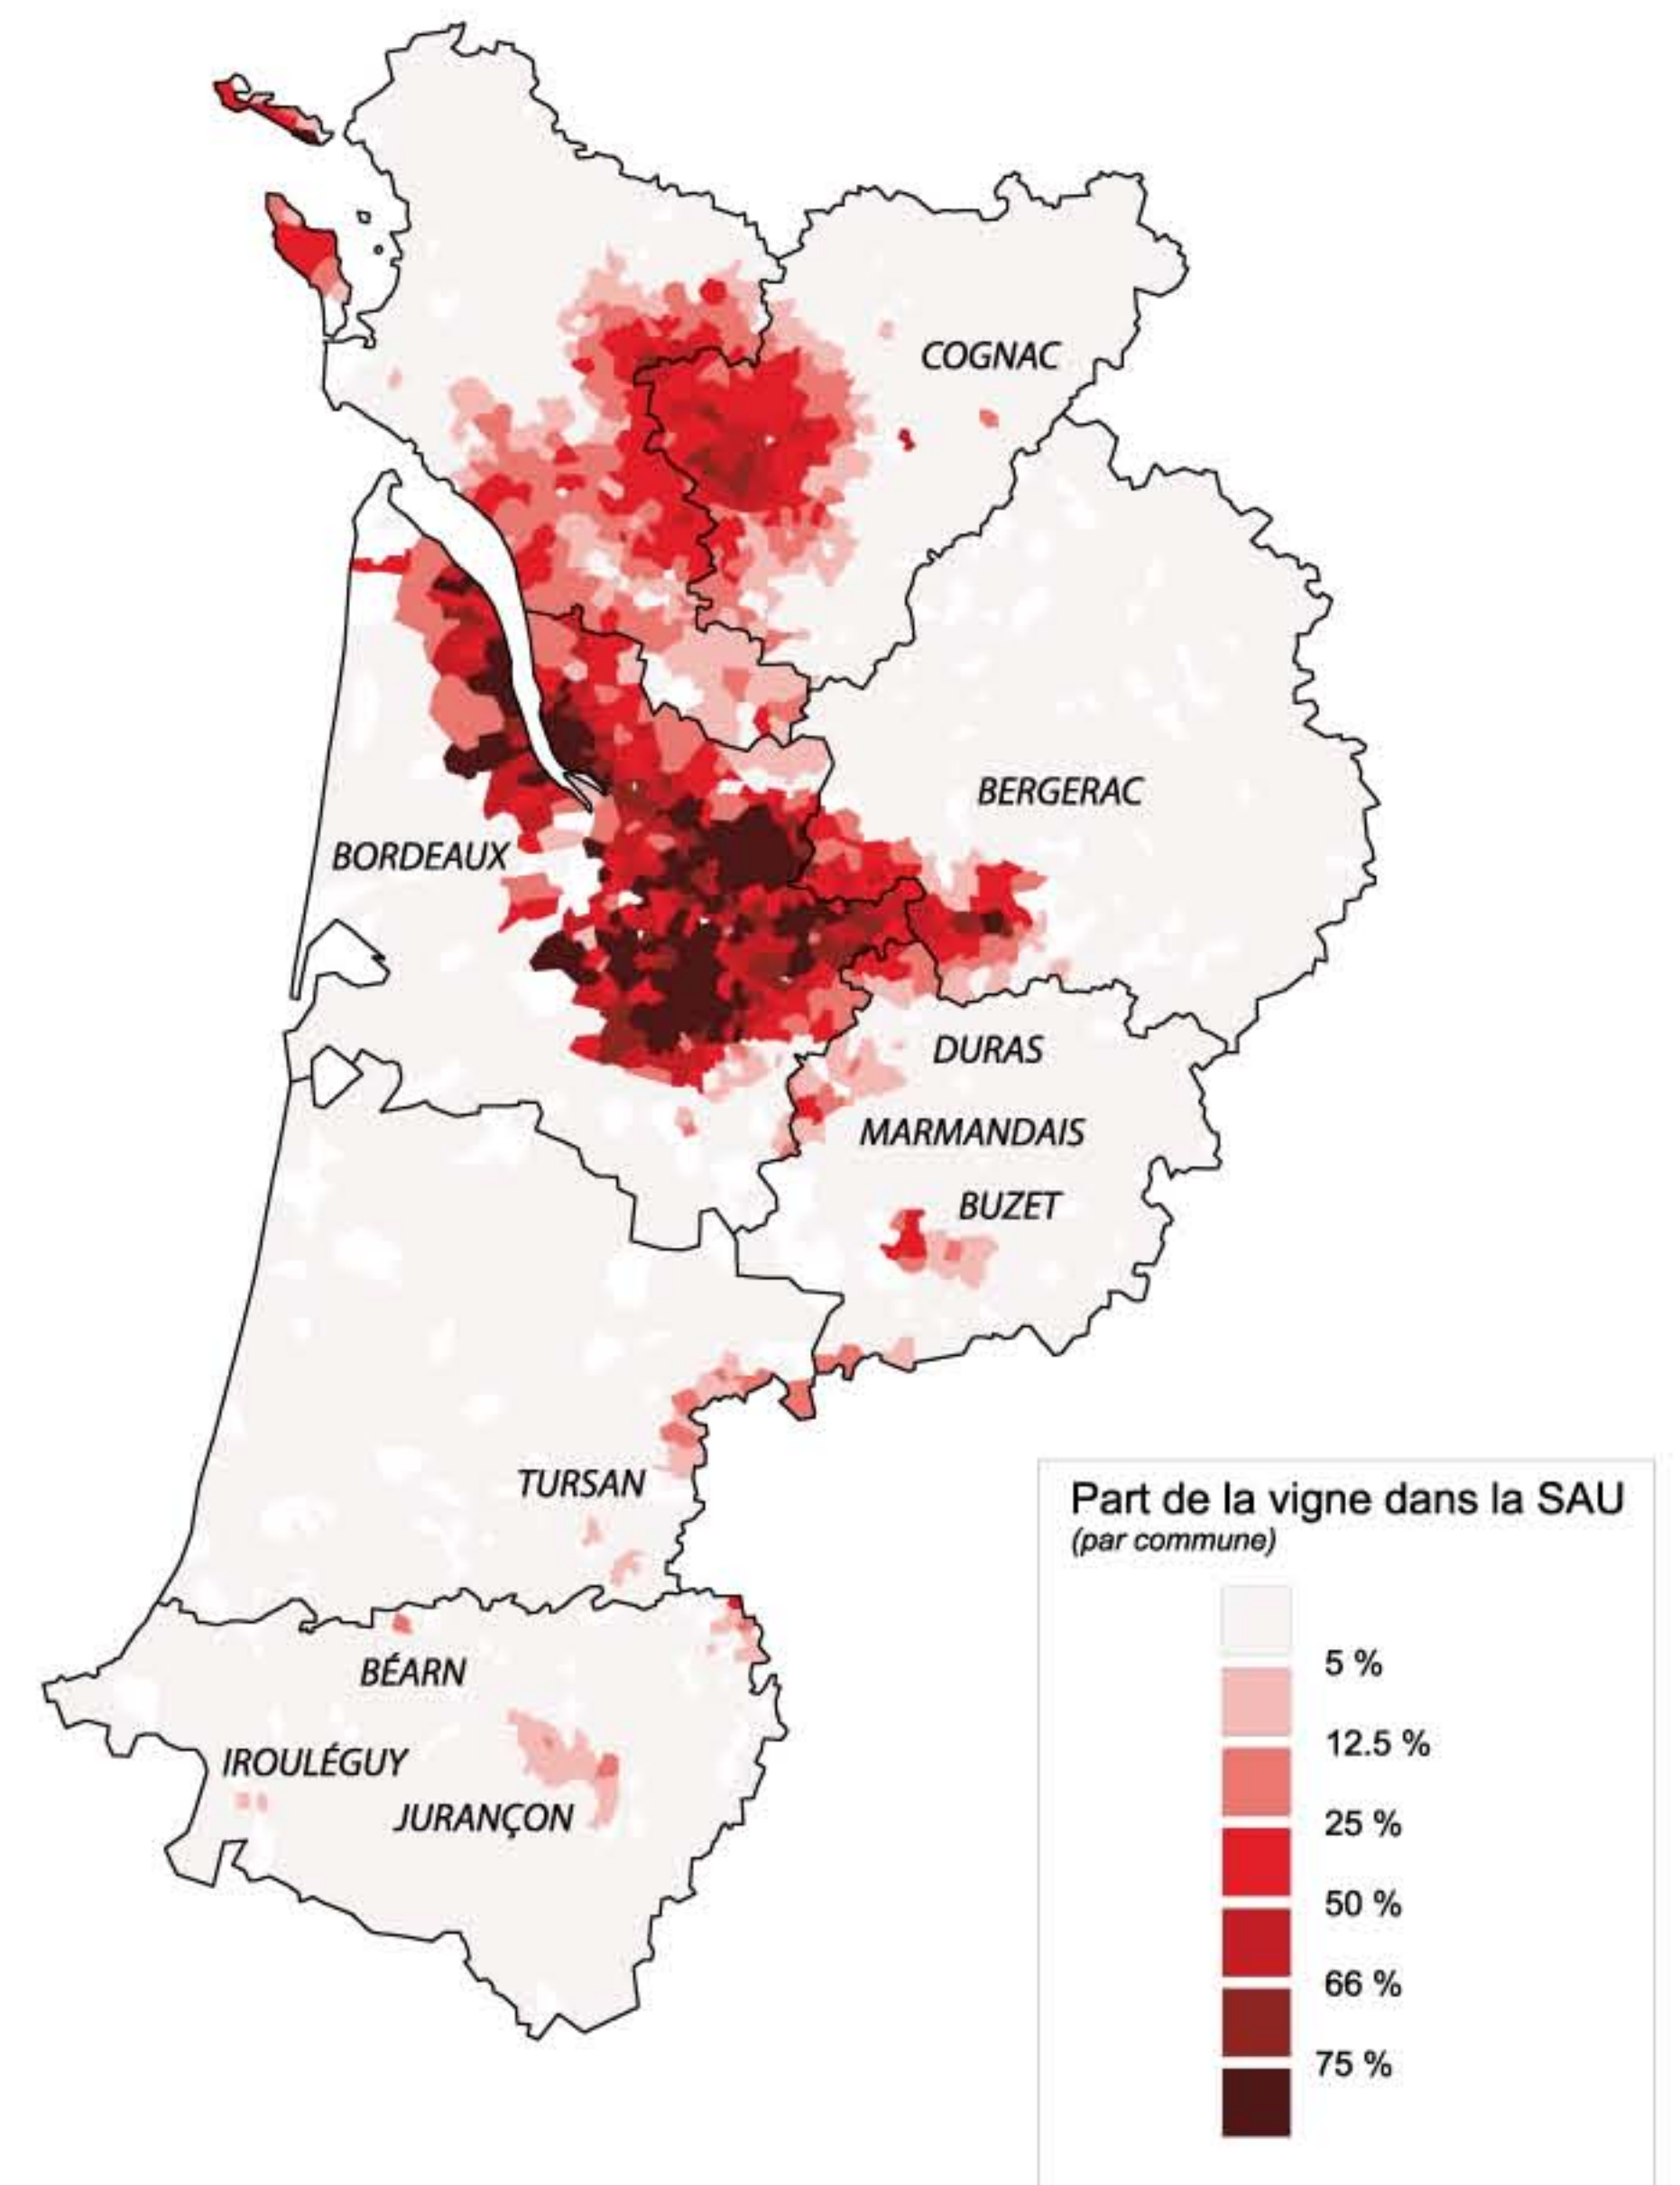 COGNAC
BERGERAC
BORDEAUX
DURAS
MARMANDAIS
BUZET
TURSAN
BÉARN
IROULÉGUY
JURANÇON
Part de la vigne dans la SAU
(par commune)
5 %
12.5 %
25 %
50 %
66 %
75 %